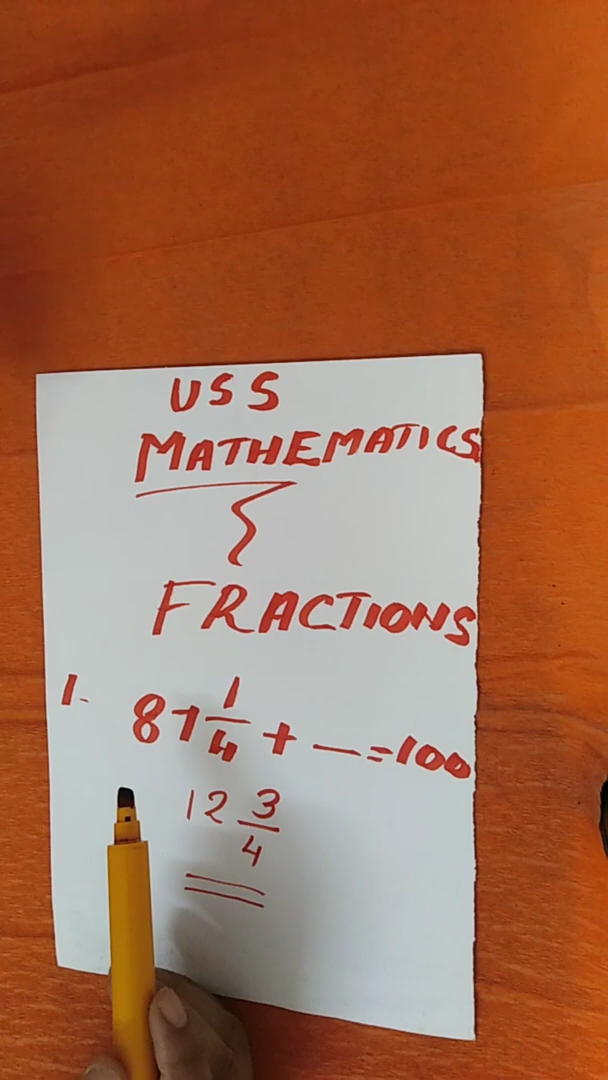 USS
MATHEMATICS
FRACTIONS
1. 87 1/4 + — = 100
12 3/4